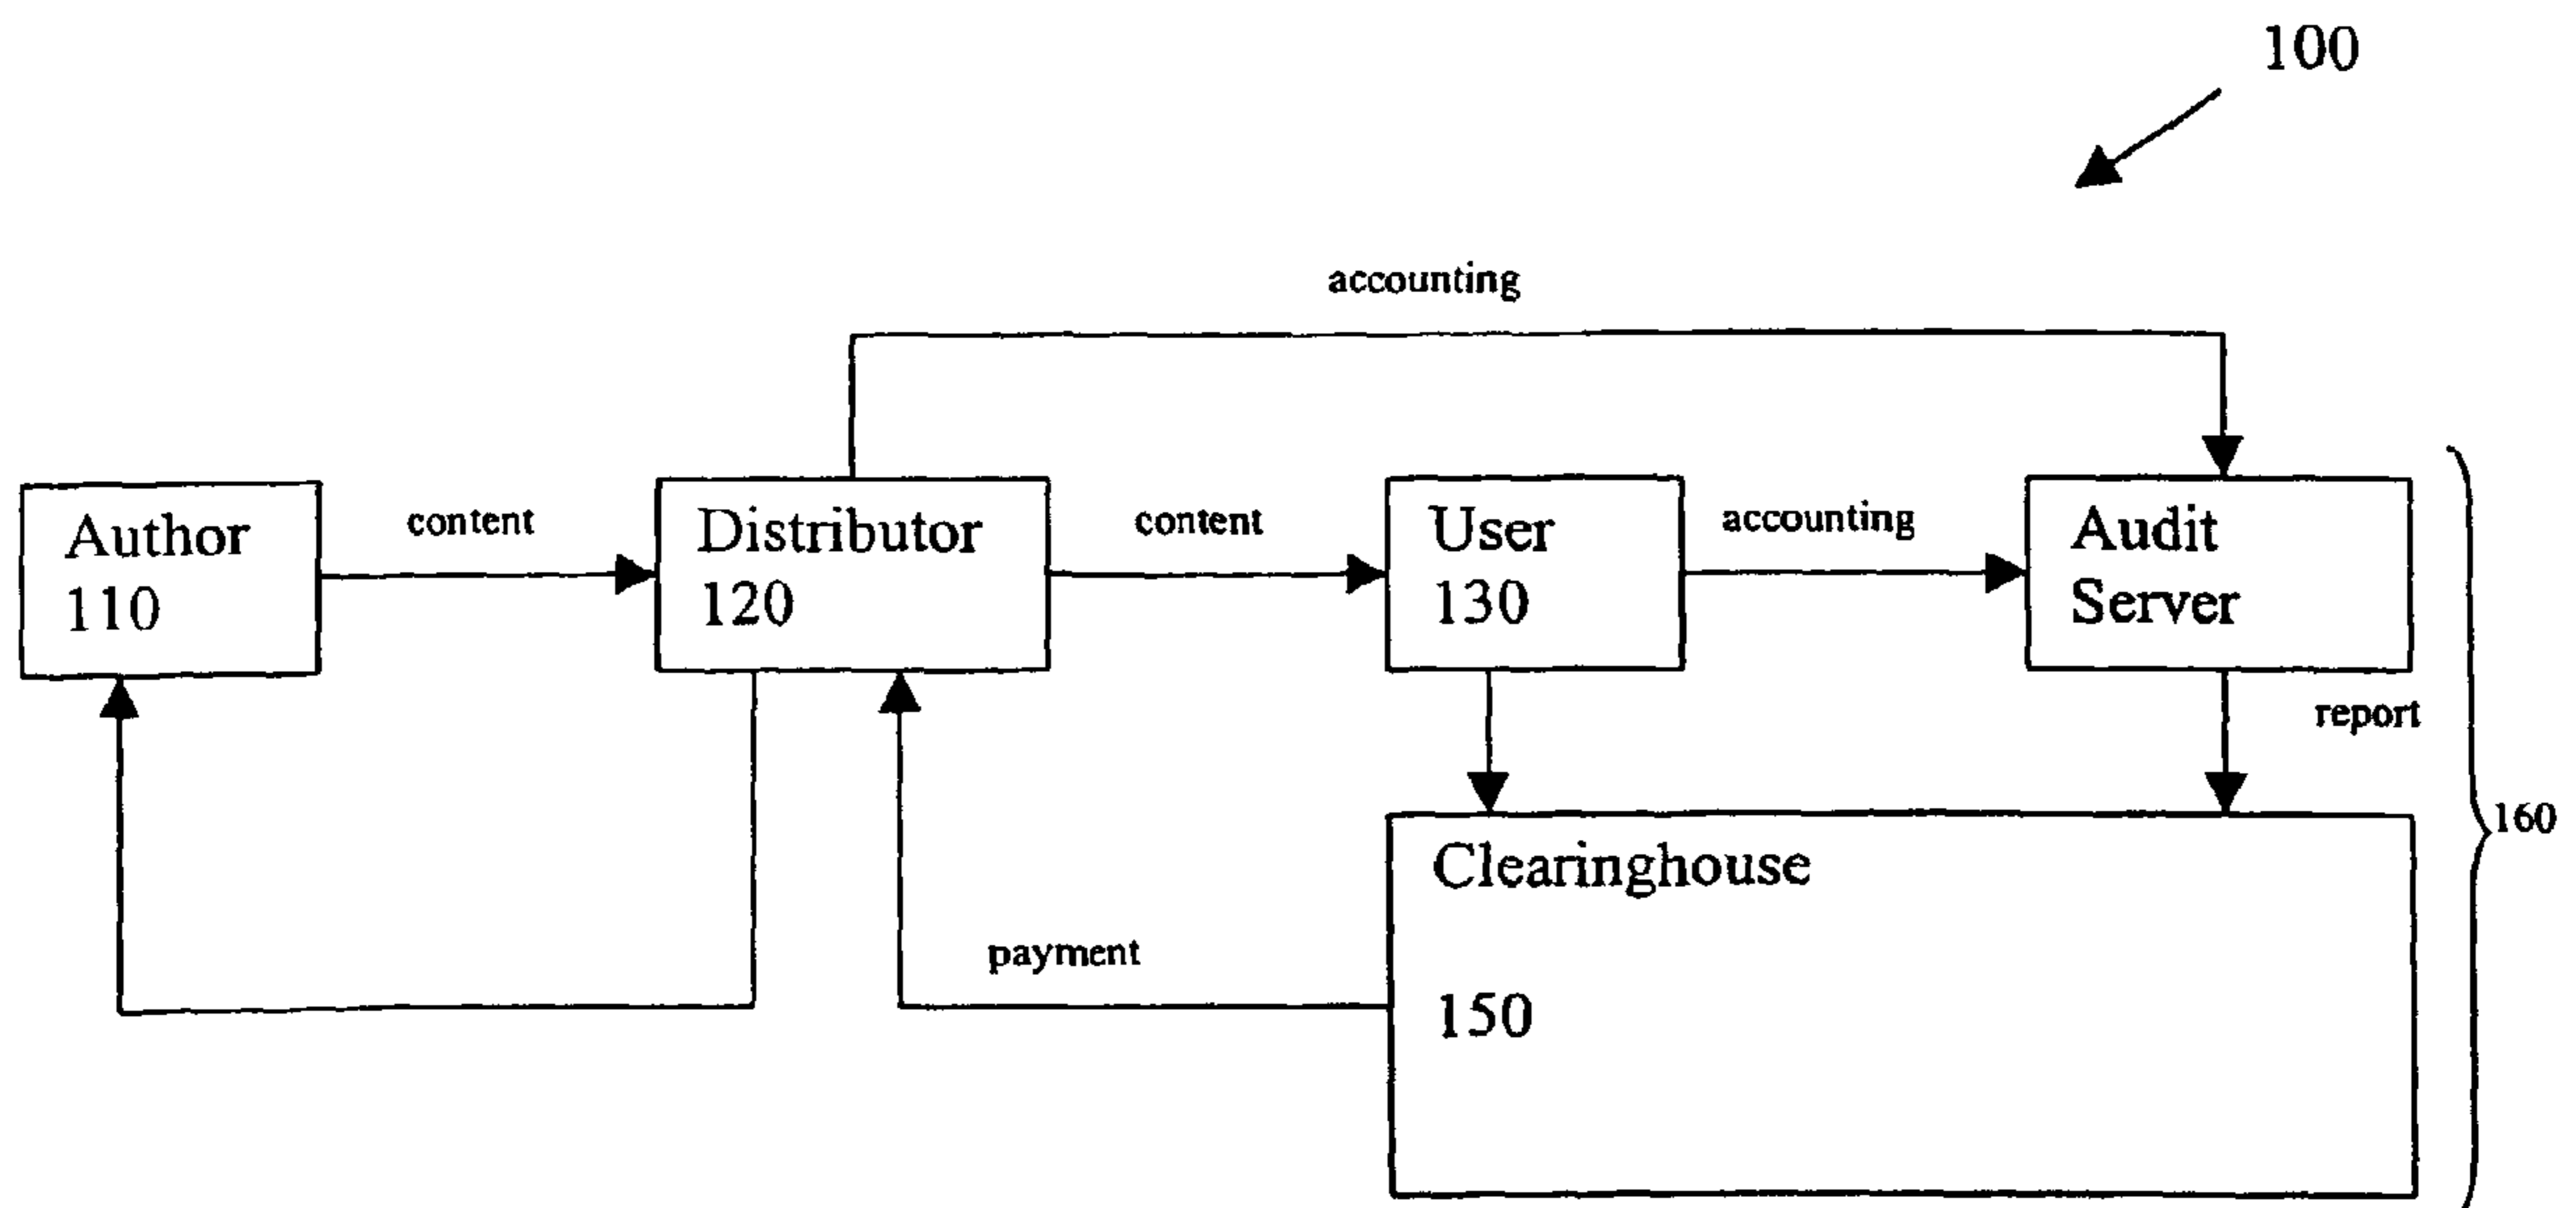 100
accounting
Author
110
content
Distributor
120
content
User
130
accounting
Audit
Server
report
160
Clearinghouse
payment
150